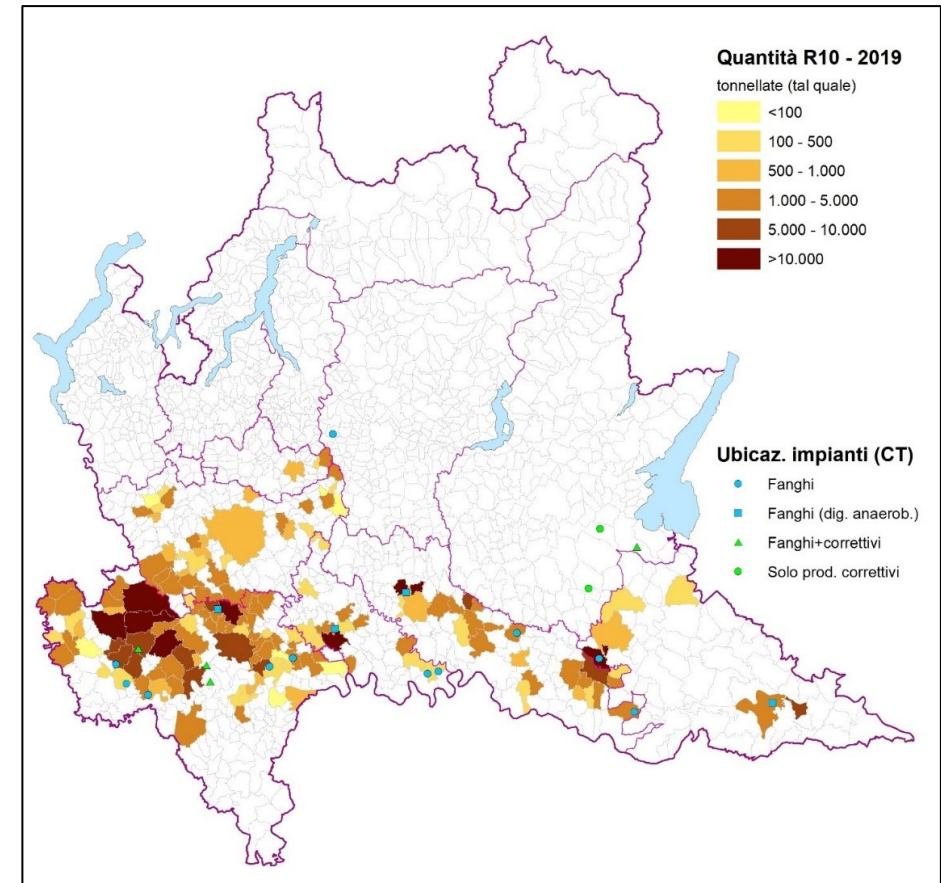 Quantità R10 - 2019
tonnellate (tal quale)
<100
100 - 500
500 - 1.000
1.000 - 5.000
5.000 - 10.000
>10.000
Ubicaz. impianti (CT)
Fanghi
Fanghi (dig. anaerob.)
Fanghi+correttivi
Solo prod. correttivi